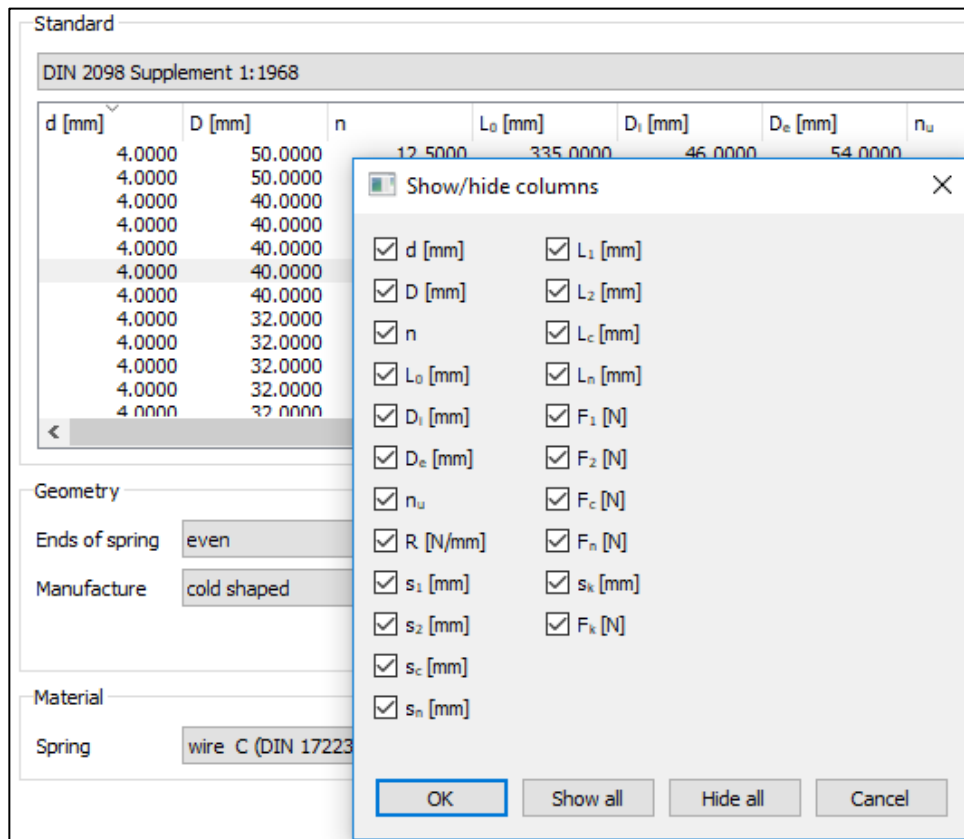 Standard
DIN 2098 Supplement 1:1968
d [mm] D [mm] n L₀ [mm] Dᵢ [mm] Dₑ [mm] nᵤ
4.0000 50.0000 12.5000 335.0000 46.0000 54.0000
4.0000 50.0000
4.0000 40.0000
4.0000 40.0000
4.0000 40.0000
4.0000 40.0000
4.0000 40.0000
4.0000 32.0000
4.0000 32.0000
4.0000 32.0000
4.0000 32.0000
4.0000 32.0000
Geometry
Ends of spring even
Manufacture cold shaped
Material
Spring wire C (DIN 17223
Show/hide columns
d [mm] L₁ [mm]
D [mm] L₂ [mm]
n L꜀ [mm]
L₀ [mm] Lₙ [mm]
Dᵢ [mm] F₁ [N]
Dₑ [mm] F₂ [N]
nᵤ F꜀ [N]
R [N/mm] Fₙ [N]
s₁ [mm] sₖ [mm]
s₂ [mm] Fₖ [N]
s꜀ [mm]
sₙ [mm]
OK Show all Hide all Cancel